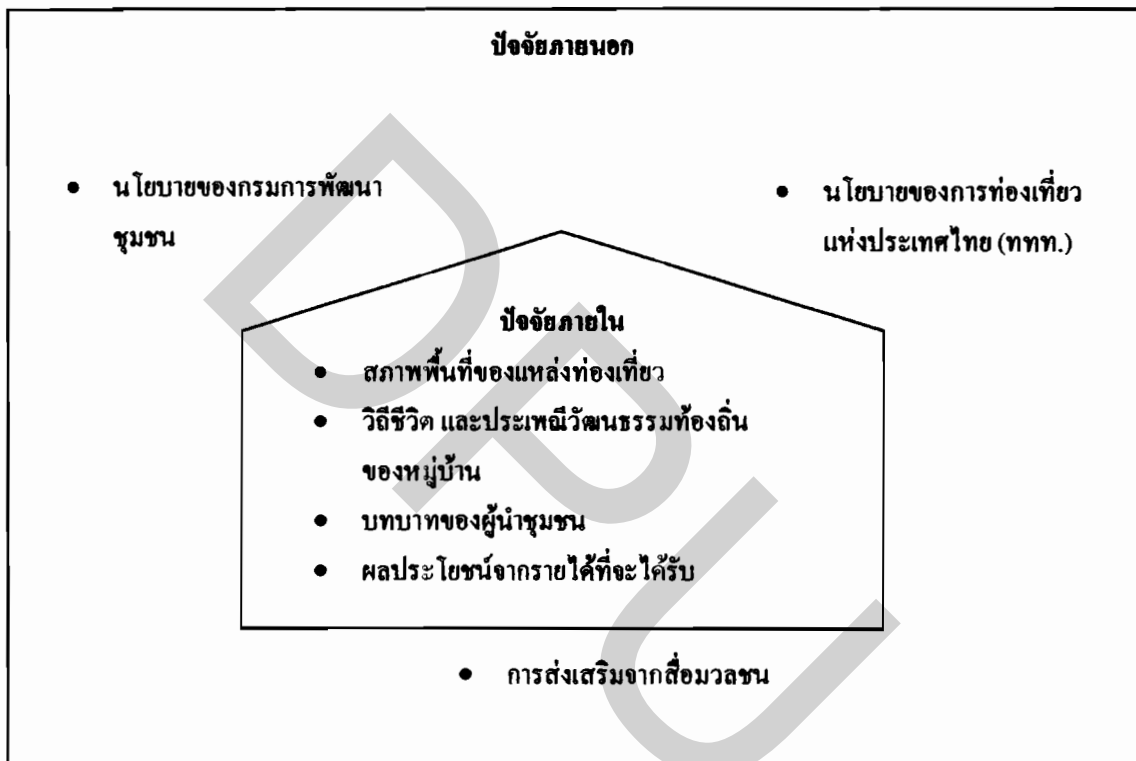 ปัจจัยภายนอก
• นโยบายของกรมการพัฒนา
ชุมชน
• นโยบายของการท่องเที่ยว
แห่งประเทศไทย (ททท.)
ปัจจัยภายใน
• สภาพพื้นที่ของแหล่งท่องเที่ยว
• วิถีชีวิต และประเพณีวัฒนธรรมท้องถิ่น
ของหมู่บ้าน
• บทบาทของผู้นำชุมชน
• ผลประโยชน์จากรายได้ที่จะได้รับ
• การส่งเสริมจากสื่อมวลชน
DPU